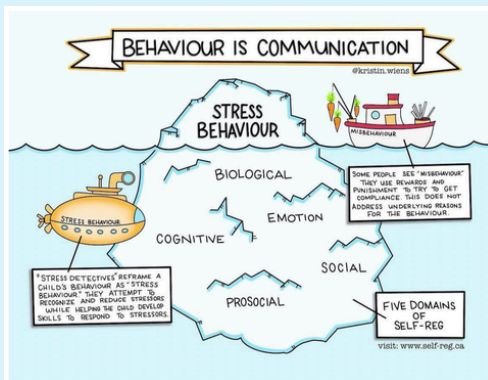 BEHAVIOUR IS COMMUNICATION
@kristin.wiens
STRESS
BEHAVIOUR
MISBEHAVIOUR
SOME PEOPLE SEE "MISBEHAVIOUR."
THEY USE REWARDS AND
PUNISHMENT TO TRY TO GET
COMPLIANCE. THIS DOES NOT
ADDRESS UNDERLYING REASONS
FOR THE BEHAVIOUR.
BIOLOGICAL
EMOTION
COGNITIVE
SOCIAL
PROSOCIAL
STRESS BEHAVIOUR
"STRESS DETECTIVES" REFRAME A
CHILD'S BEHAVIOUR AS "STRESS
BEHAVIOUR." THEY ATTEMPT TO
RECOGNIZE AND REDUCE STRESSORS
WHILE HELPING THE CHILD DEVELOP
SKILLS TO RESPOND TO STRESSORS.
FIVE DOMAINS
OF
SELF-REG
visit: www.self-reg.ca